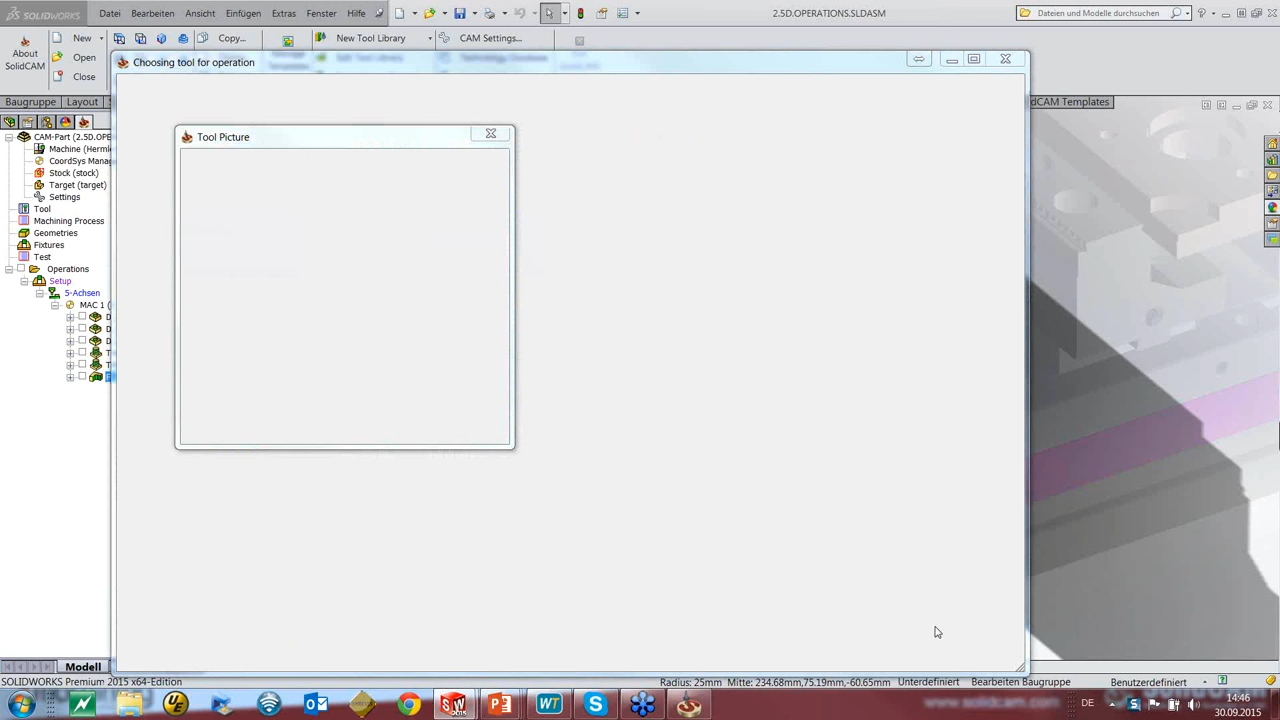 SOLIDWORKS
Datei Bearbeiten Ansicht Einfügen Extras Fenster Hilfe
2.5D.OPERATIONS.SLDASM
Dateien und Modelle durchsuchen
About SolidCAM
New
Open
Close
Copy...
New Tool Library
CAM Settings...
Choosing tool for operation
Baugruppe Layout
dCAM Templates
Tool Picture
CAM-Part (2.5D.OPE
Machine (Hermle
CoordSys Manag
Stock (stock)
Target (target)
Settings
Tool
Machining Process
Geometries
Fixtures
Test
Operations
Setup
5-Achsen
MAC 1 (
D
D
D
T
T
Modell
SOLIDWORKS Premium 2015 x64-Edition
Radius: 25mm Mitte: 234.68mm,75.19mm,-60.65mm Unterdefiniert Bearbeiten Baugruppe Benutzerdefiniert
DE
14:46
30.09.2015